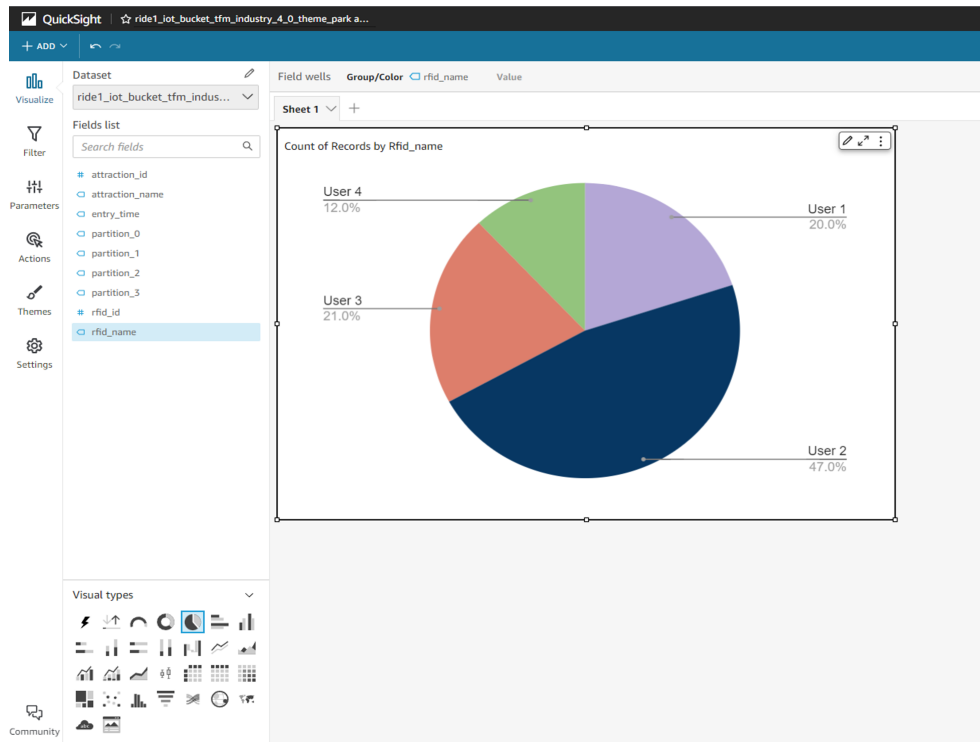 QuickSight ride1_iot_bucket_tfm_industry_4_0_theme_park a...
+ ADD
Visualize
Filter
Parameters
Actions
Themes
Settings
Community
Dataset
ride1_iot_bucket_tfm_indus...
Fields list
Search fields
# attraction_id
attraction_name
entry_time
partition_0
partition_1
partition_2
partition_3
# rfid_id
rfid_name
Visual types
Field wells Group/Color rfid_name Value
Sheet 1 +
Count of Records by Rfid_name
User 4
12.0%
User 1
20.0%
User 3
21.0%
User 2
47.0%